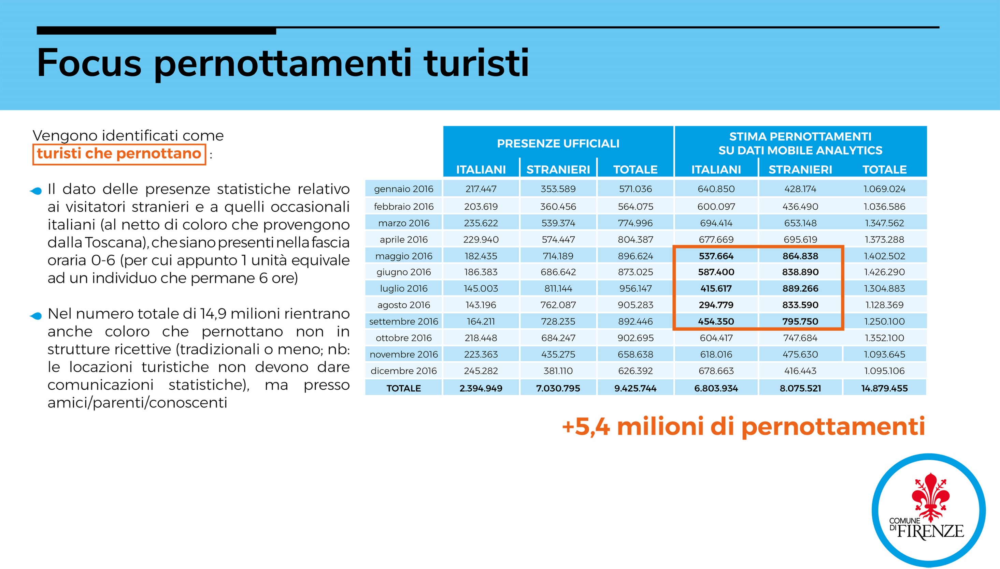 Focus pernottamenti turisti
Vengono identificati come
turisti che pernottano :
Il dato delle presenze statistiche relativo
ai visitatori stranieri e a quelli occasionali
italiani (al netto di coloro che provengono
dalla Toscana), che siano presenti nella fascia
oraria 0-6 (per cui appunto 1 unità equivale
ad un individuo che permane 6 ore)
Nel numero totale di 14,9 milioni rientrano
anche coloro che pernottano non in
strutture ricettive (tradizionali o meno; nb:
le locazioni turistiche non devono dare
comunicazioni statistiche), ma presso
amici/parenti/conoscenti
PRESENZE UFFICIALI
STIMA PERNOTTAMENTI
SU DATI MOBILE ANALYTICS
ITALIANI STRANIERI TOTALE ITALIANI STRANIERI TOTALE
gennaio 2016 217.447 353.589 571.036 640.850 428.174 1.069.024
febbraio 2016 203.619 360.456 564.075 600.097 436.490 1.036.586
marzo 2016 235.622 539.374 774.996 694.414 653.148 1.347.562
aprile 2016 229.940 574.447 804.387 677.669 695.619 1.373.288
maggio 2016 182.435 714.189 896.624 537.664 864.838 1.402.502
giugno 2016 186.383 686.642 873.025 587.400 838.890 1.426.290
luglio 2016 145.003 811.144 956.147 415.617 889.266 1.304.883
agosto 2016 143.196 762.087 905.283 294.779 833.590 1.128.369
settembre 2016 164.211 728.235 892.446 454.350 795.750 1.250.100
ottobre 2016 218.448 684.247 902.695 604.417 747.684 1.352.100
novembre 2016 223.363 435.275 658.638 618.016 475.630 1.093.645
dicembre 2016 245.282 381.110 626.392 678.663 416.443 1.095.106
TOTALE 2.394.949 7.030.795 9.425.744 6.803.934 8.075.521 14.879.455
+5,4 milioni di pernottamenti
COMUNE
DI FIRENZE